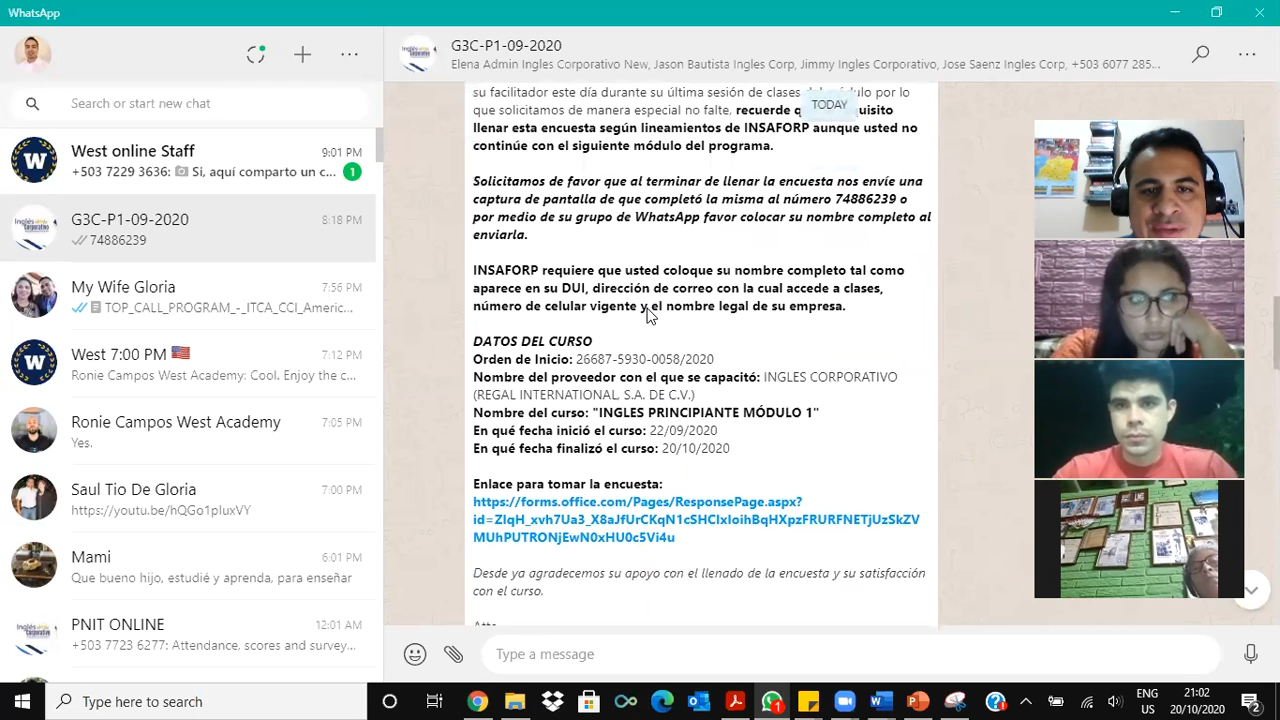 WhatsApp
Search or start new chat
West online Staff
9:01 PM
+503 7229 3636: Si, aquí comparto un c...
1
G3C-P1-09-2020
8:18 PM
74886239
My Wife Gloria
7:56 PM
TOP_CALL_PROGRAM_-_ITCA_CCI_Americ...
West 7:00 PM
7:12 PM
Ronie Campos West Academy: Cool. Enjoy the c...
Ronie Campos West Academy
7:05 PM
Yes.
Saul Tio De Gloria
7:00 PM
https://youtu.be/hQGo1pIuxVY
Mami
6:01 PM
Que bueno hijo, estudié y aprenda, para enseñar
PNIT ONLINE
12:01 AM
+503 7723 6277: Attendance, scores and survey...
G3C-P1-09-2020
Elena Admin Ingles Corporativo New, Jason Bautista Ingles Corp, Jimmy Ingles Corporativo, Jose Saenz Ingles Corp, +503 6077 285...
TODAY
su facilitador este día durante su última sesión de clases del módulo por lo
que solicitamos de manera especial no falte, recuerde q
llenar esta encuesta según lineamientos de INSAFORP aunque usted no
continúe con el siguiente módulo del programa.
Solicitamos de favor que al terminar de llenar la encuesta nos envíe una
captura de pantalla de que completó la misma al número 74886239 o
por medio de su grupo de WhatsApp favor colocar su nombre completo al
enviarla.
INSAFORP requiere que usted coloque su nombre completo tal como
aparece en su DUI, dirección de correo con la cual accede a clases,
número de celular vigente y el nombre legal de su empresa.
DATOS DEL CURSO
Orden de Inicio: 26687-5930-0058/2020
Nombre del proveedor con el que se capacitó: INGLES CORPORATIVO
(REGAL INTERNATIONAL, S.A. DE C.V.)
Nombre del curso: "INGLES PRINCIPIANTE MÓDULO 1"
En qué fecha inició el curso: 22/09/2020
En qué fecha finalizó el curso: 20/10/2020
Enlace para tomar la encuesta:
https://forms.office.com/Pages/ResponsePage.aspx?
id=ZIqH_xvh7Ua3_X8aJfUrCKqN1cSHCIxIoihBqHXpzFRURFNETjUzSkZV
MUhPUTRONjEwN0xHU0c5Vi4u
Desde ya agradecemos su apoyo con el llenado de la encuesta y su satisfacción
con el curso.
Type a message
Type here to search
ENG
US
21:02
20/10/2020
2